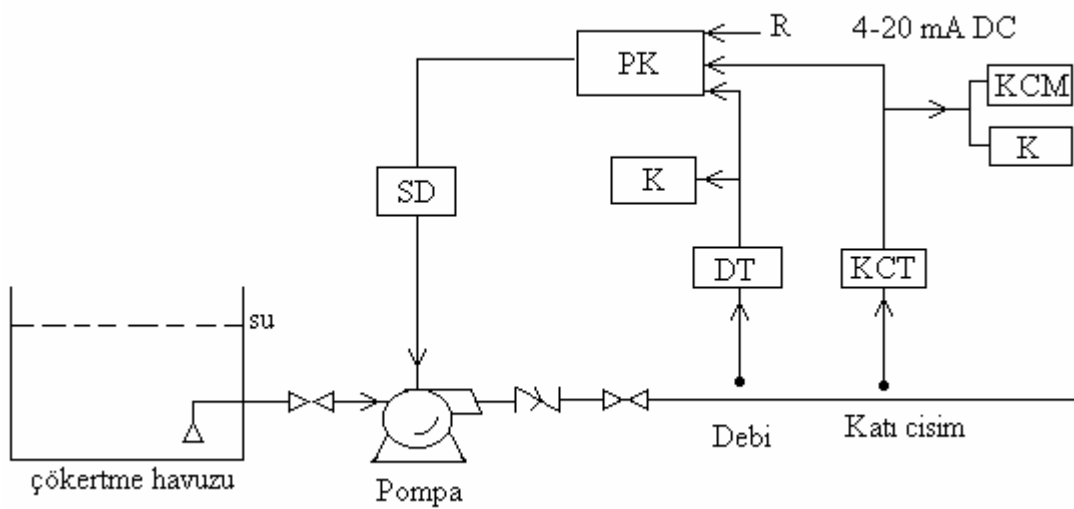 R
4-20 mA DC
PK
KCM
K
K
SD
DT
KCT
su
Debi
Katı cisim
çökertme havuzu
Pompa